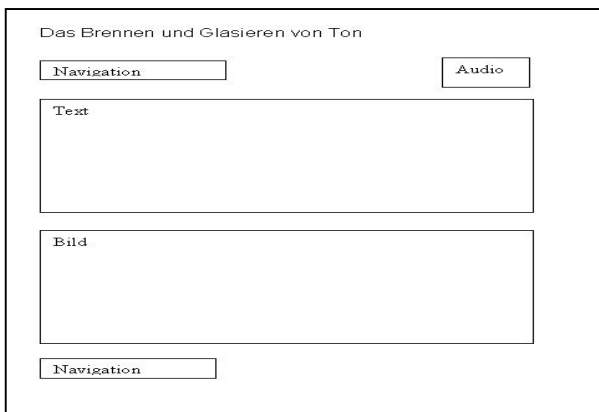 Das Brennen und Glasieren von Ton
Navigation
Audio
Text
Bild
Navigation